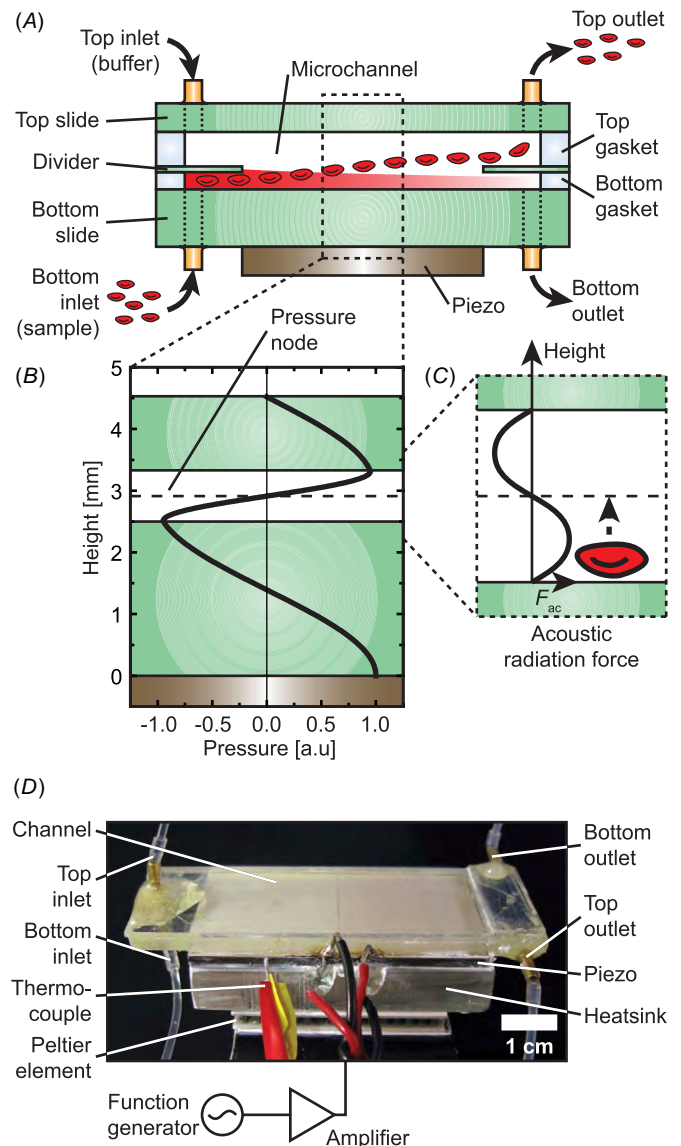 (A)
Top inlet
(buffer)
Microchannel
Top outlet
Top slide
Divider
Bottom
slide
Top
gasket
Bottom
gasket
Bottom
inlet
(sample)
Piezo
Bottom
outlet
Pressure
node
(B)
5
4
3
2
1
0
Height [mm]
-1.0 -0.5 0.0 0.5 1.0
Pressure [a.u]
(C)
Height
Fac
Acoustic
radiation force
(D)
Channel
Top
inlet
Bottom
inlet
Thermo-
couple
Peltier
element
Bottom
outlet
Top
outlet
Piezo
Heatsink
1 cm
Function
generator
Amplifier